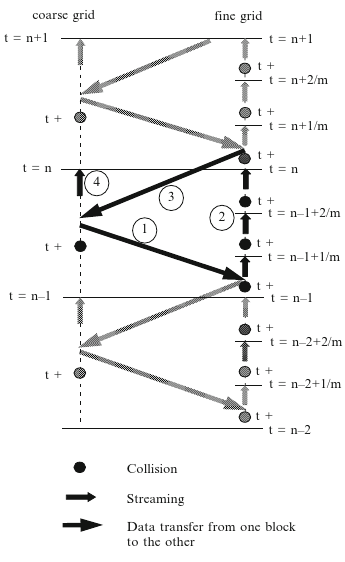 coarse grid fine grid
t = n+1 t = n+1
t +
t = n+2/m
t + t +
t = n+1/m
t +
t = n t = n
4
3
t +
2 t = n–1+2/m
1
t + t +
t = n–1+1/m
t +
t = n–1 t = n–1
t +
t = n–2+2/m
t + t +
t = n–2+1/m
t +
t = n–2
Collision
Streaming
Data transfer from one block
to the other